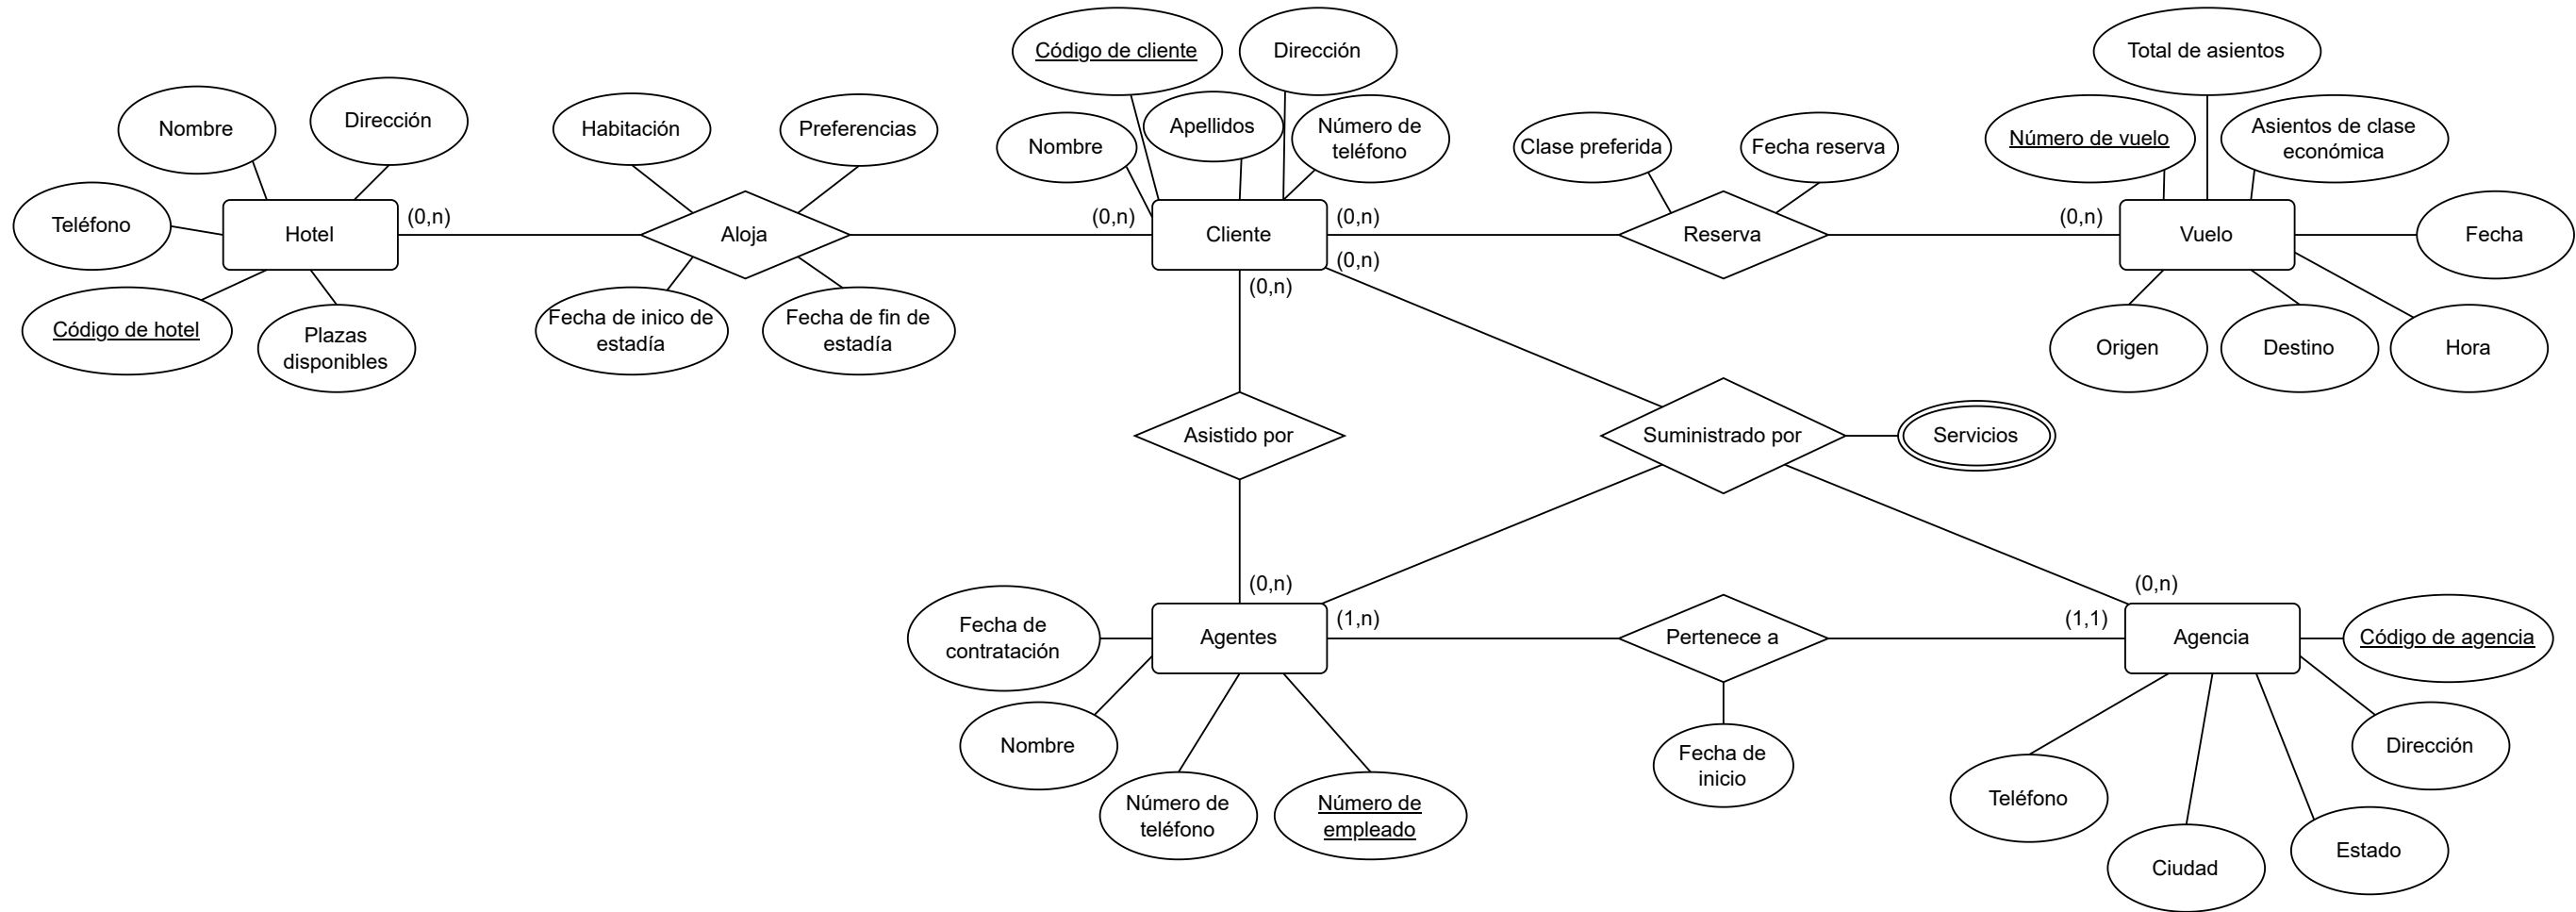 Código de cliente
Dirección
Total de asientos
Nombre
Dirección
Habitación
Preferencias
Nombre
Apellidos
Número de
teléfono
Clase preferida
Fecha reserva
Número de vuelo
Asientos de clase
económica
Teléfono
Hotel
(0,n)
Aloja
(0,n)
Cliente
(0,n)
(0,n)
(0,n)
Reserva
(0,n)
Vuelo
Fecha
Código de hotel
Plazas
disponibles
Fecha de inico de
estadía
Fecha de fin de
estadía
Origen
Destino
Hora
Asistido por
Suministrado por
Servicios
(0,n)
(0,n)
Fecha de
contratación
Agentes
(1,n)
Pertenece a
(1,1)
Agencia
Código de agencia
Nombre
Número de
teléfono
Número de
empleado
Fecha de
inicio
Teléfono
Ciudad
Estado
Dirección